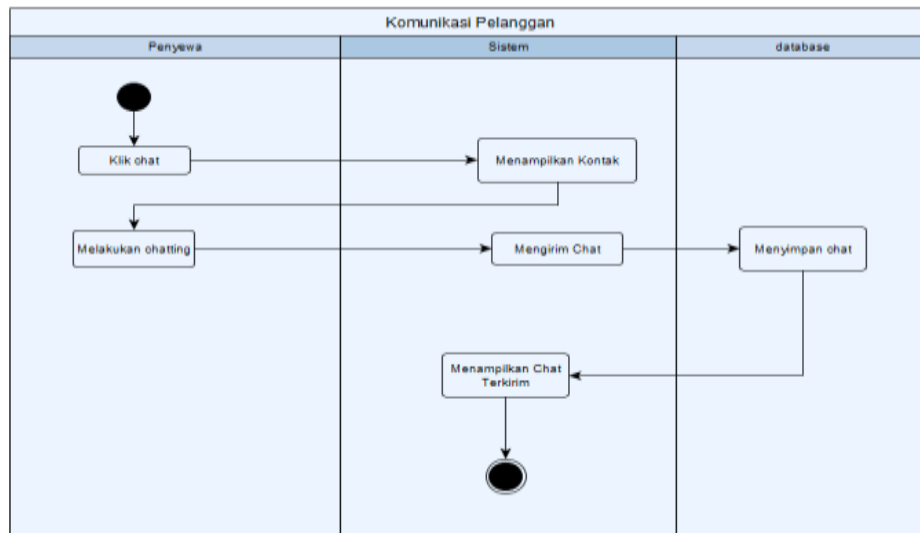 Komunikasi Pelanggan
Penyewa
Sistem
database
Klik chat
Menampilkan Kontak
Melakukan chatting
Mengirim Chat
Menyimpan chat
Menampilkan Chat
Terkirim